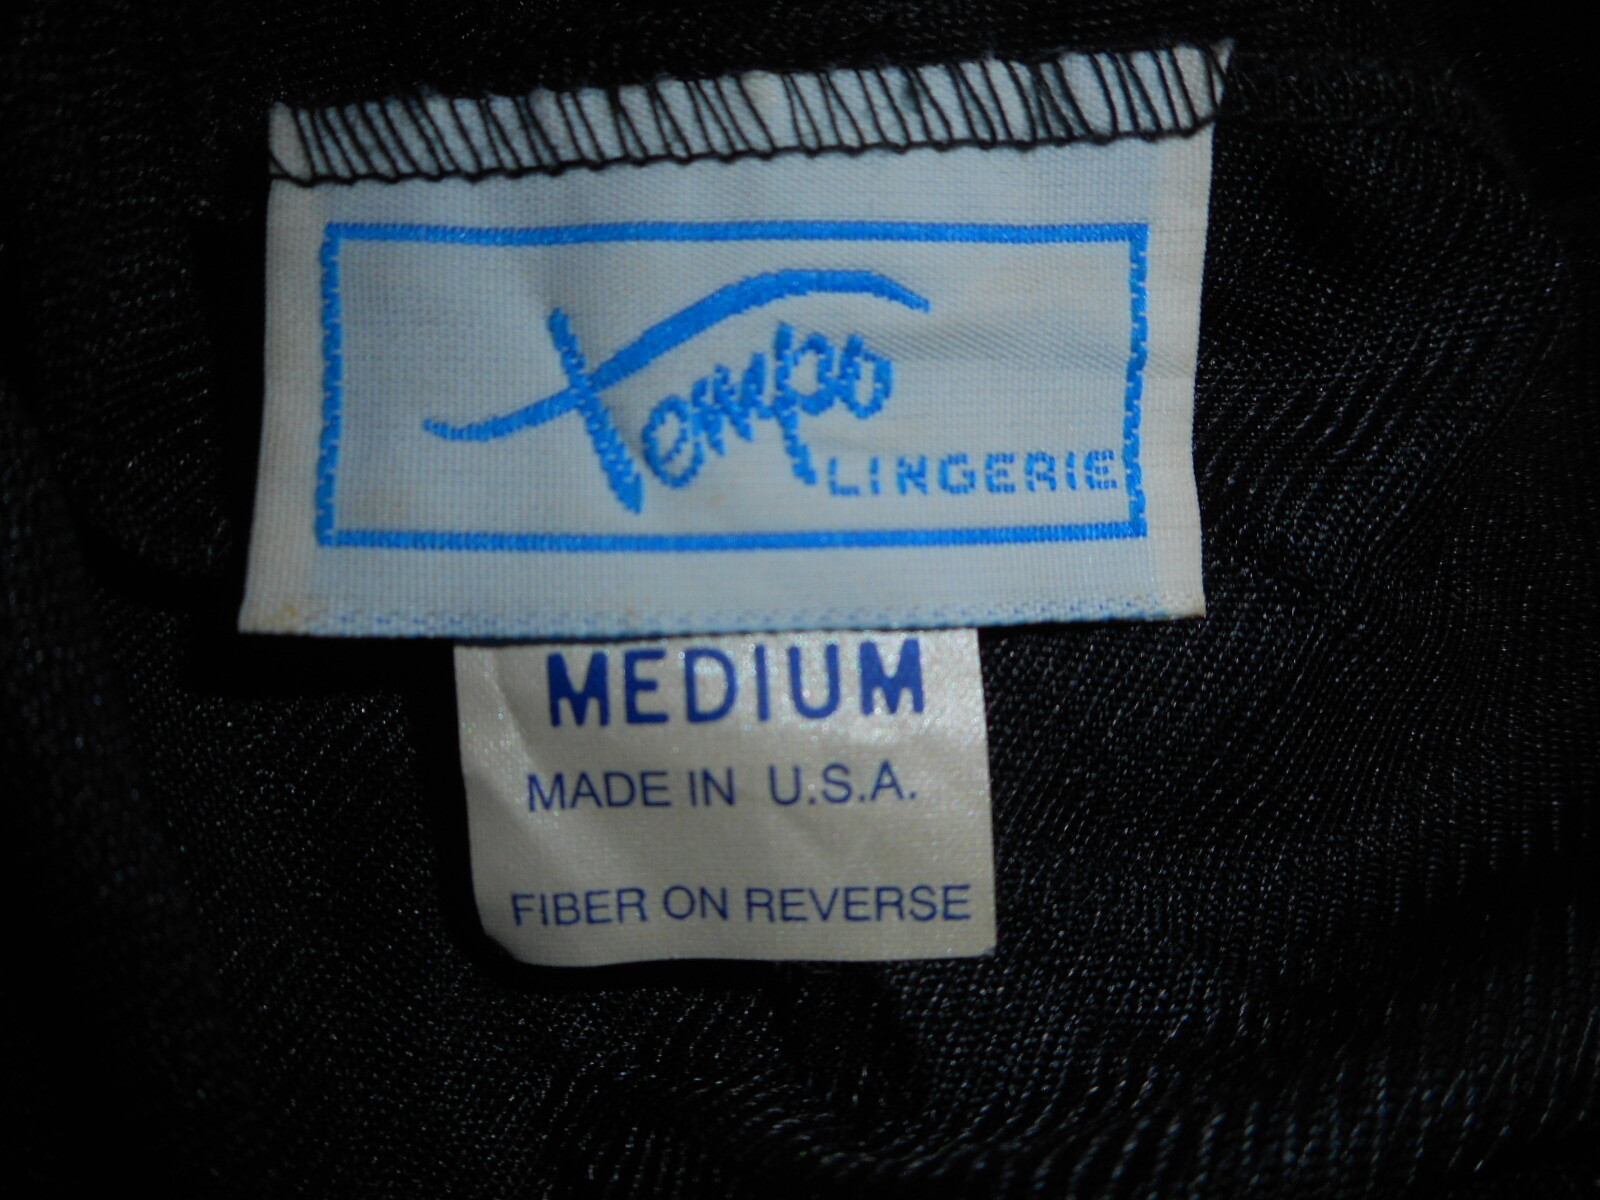 Tempo
LINGERIE
MEDIUM
MADE IN U.S.A.
FIBER ON REVERSE